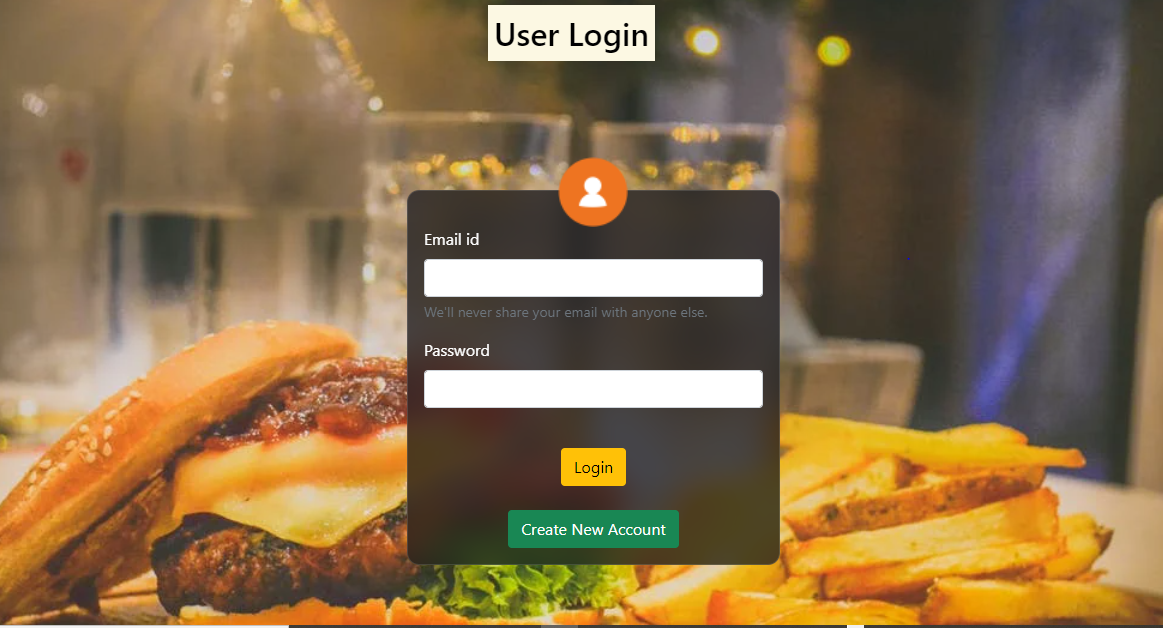 User Login
Email id
We'll never share your email with anyone else.
Password
Login
Create New Account